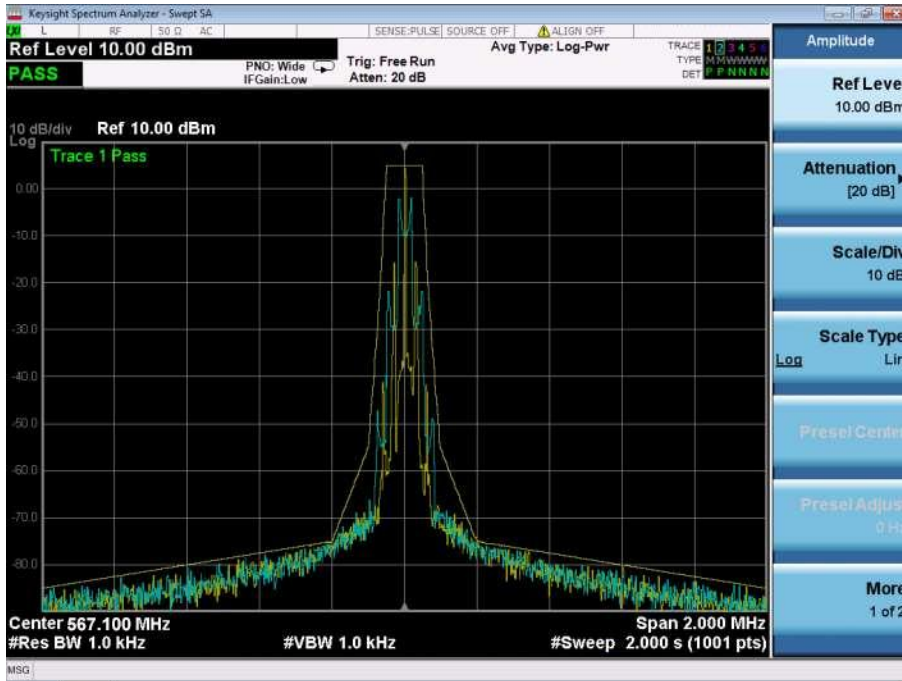 Keysight Spectrum Analyzer - Swept SA
L RF 50 Ω AC SENSE:PULSE SOURCE OFF ALIGN OFF
Ref Level 10.00 dBm
Avg Type: Log-Pwr
TRACE 1 2 3 4 5 6
TYPE M M W W W W
DET P P N N N N
PASS
PNO: Wide
IFGain:Low
Trig: Free Run
Atten: 20 dB
10 dB/div Ref 10.00 dBm
Log
Trace 1 Pass
0.00
-10.0
-20.0
-30.0
-40.0
-50.0
-60.0
-70.0
-80.0
Center 567.100 MHz
Span 2.000 MHz
#Res BW 1.0 kHz
#VBW 1.0 kHz
#Sweep 2.000 s (1001 pts)
MSG
Amplitude
Ref Leve
10.00 dBm
Attenuation
[20 dB]
Scale/Div
10 dB
Scale Type
Log Lin
Presel Center
Presel Adjus
0 Hz
More
1 of 2